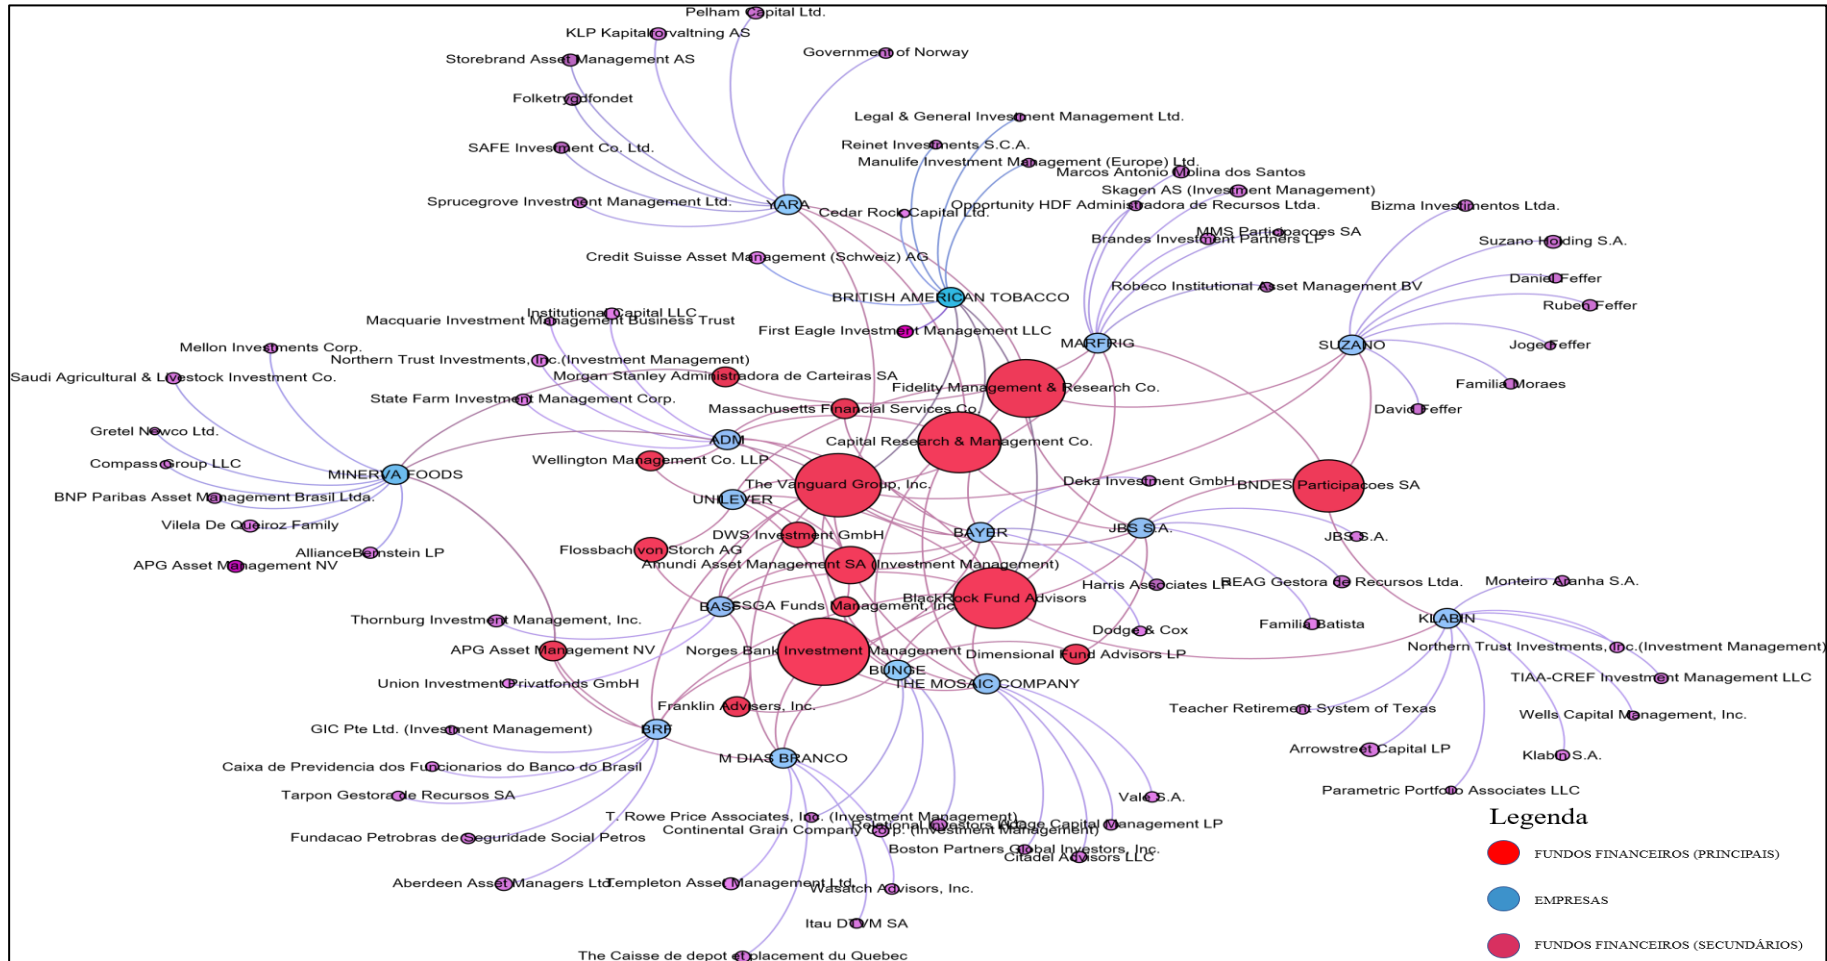 Pelham Capital Ltd.
KLP Kapitalforvaltning AS
Government of Norway
Storebrand Asset Management AS
Folketrygdfondet
Legal & General Investment Management Ltd.
Reinet Investments S.C.A.
SAFE Investment Co. Ltd.
Manulife Investment Management (Europe) Ltd.
Marcos Antonio Molina dos Santos
Skagen AS (Investment Management)
Sprucegrove Investment Management Ltd.
YARA
Cedar Rock Capital Ltd.
Opportunity HDF Administradora de Recursos Ltda.
Bizma Investimentos Ltda.
MMS Participacoes SA
Brandes Investment Partners LP
Suzano Holding S.A.
Credit Suisse Asset Management (Schweiz) AG
Daniel Feffer
Robeco Institutional Asset Management BV
BRITISH AMERICAN TOBACCO
Ruben Feffer
Institutional Capital LLC
Macquarie Investment Management Business Trust
First Eagle Investment Management LLC
MARFRIG
SUZANO
Joge Feffer
Mellon Investments Corp.
Northern Trust Investments, Inc.(Investment Management)
Saudi Agricultural & Livestock Investment Co.
Morgan Stanley Administradora de Carteiras SA
Fidelity Management & Research Co.
Familia Moraes
State Farm Investment Management Corp.
Massachusetts Financial Services Co.
David Feffer
Gretel Newco Ltd.
ADM
Capital Research & Management Co.
Compass Group LLC
Wellington Management Co. LLP
MINERVA FOODS
The Vanguard Group, Inc.
Deka Investment GmbH
BNDES Participacoes SA
BNP Paribas Asset Management Brasil Ltda.
UNILEVER
Vilela De Queiroz Family
DWS Investment GmbH
BAYER
JBS S.A.
JBS S.A.
AllianceBernstein LP
Flossbach von Storch AG
APG Asset Management NV
Amundi Asset Management SA (Investment Management)
Harris Associates LP
REAG Gestora de Recursos Ltda.
Monteiro Aranha S.A.
BlackRock Fund Advisors
BASF
SSGA Funds Management, Inc
Thornburg Investment Management, Inc.
Dodge & Cox
Familia Batista
KLABIN
APG Asset Management NV
Norges Bank Investment Management
Dimensional Fund Advisors LP
Northern Trust Investments, Inc.(Investment Management)
BUNGE
Union Investment Privatfonds GmbH
THE MOSAIC COMPANY
TIAA-CREF Investment Management LLC
Franklin Advisers, Inc.
Teacher Retirement System of Texas
Wells Capital Management, Inc.
GIC Pte Ltd. (Investment Management)
BRF
M DIAS BRANCO
Arrowstreet Capital LP
Klabin S.A.
Caixa de Previdencia dos Funcionarios do Banco do Brasil
Parametric Portfolio Associates LLC
Tarpon Gestora de Recursos SA
Vale S.A.
T. Rowe Price Associates, Inc. (Investment Management)
Relational Investors
Capital Management LP
Continental Grain Company Corp. (Investment Management)
Fundacao Petrobras de Seguridade Social Petros
Boston Partners Global Investors, Inc.
Citadel Advisors LLC
Aberdeen Asset Managers Ltd.
Templeton Asset Management Ltd.
Wasatch Advisors, Inc.
Itau DTVM SA
The Caisse de depot et placement du Quebec
Legenda
FUNDOS FINANCEIROS (PRINCIPAIS)
EMPRESAS
FUNDOS FINANCEIROS (SECUNDÁRIOS)